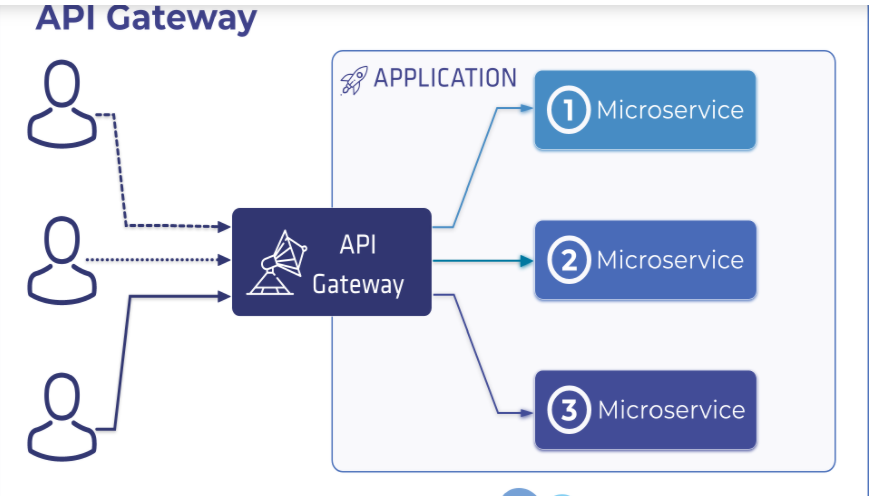 API Gateway
APPLICATION
1 Microservice
API
Gateway
2 Microservice
3 Microservice